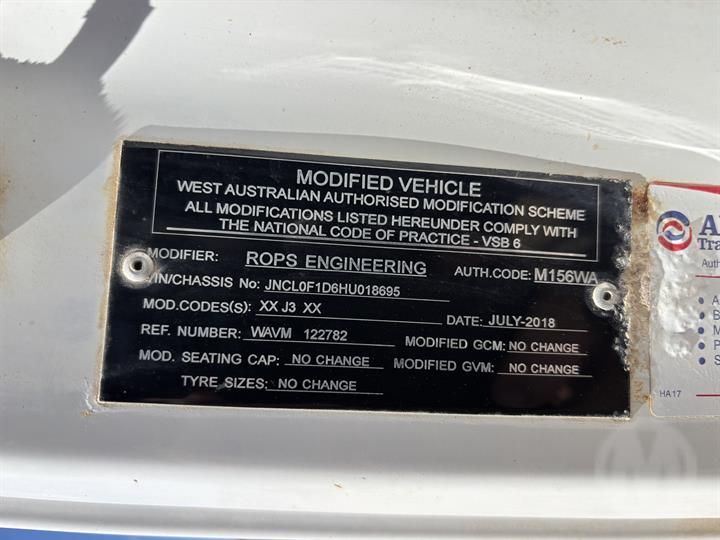 MODIFIED VEHICLE
WEST AUSTRALIAN AUTHORISED MODIFICATION SCHEME
ALL MODIFICATIONS LISTED HEREUNDER COMPLY WITH
THE NATIONAL CODE OF PRACTICE - VSB 6
MODIFIER: ROPS ENGINEERING AUTH.CODE: M156WA
VIN/CHASSIS No: JNCL0F1D6HU018695
MOD.CODES(S): XX J3 XX DATE: JULY-2018
REF. NUMBER: WAVM 122782 MODIFIED GCM: NO CHANGE
MOD. SEATING CAP: NO CHANGE MODIFIED GVM: NO CHANGE
TYRE SIZES: NO CHANGE
HA17